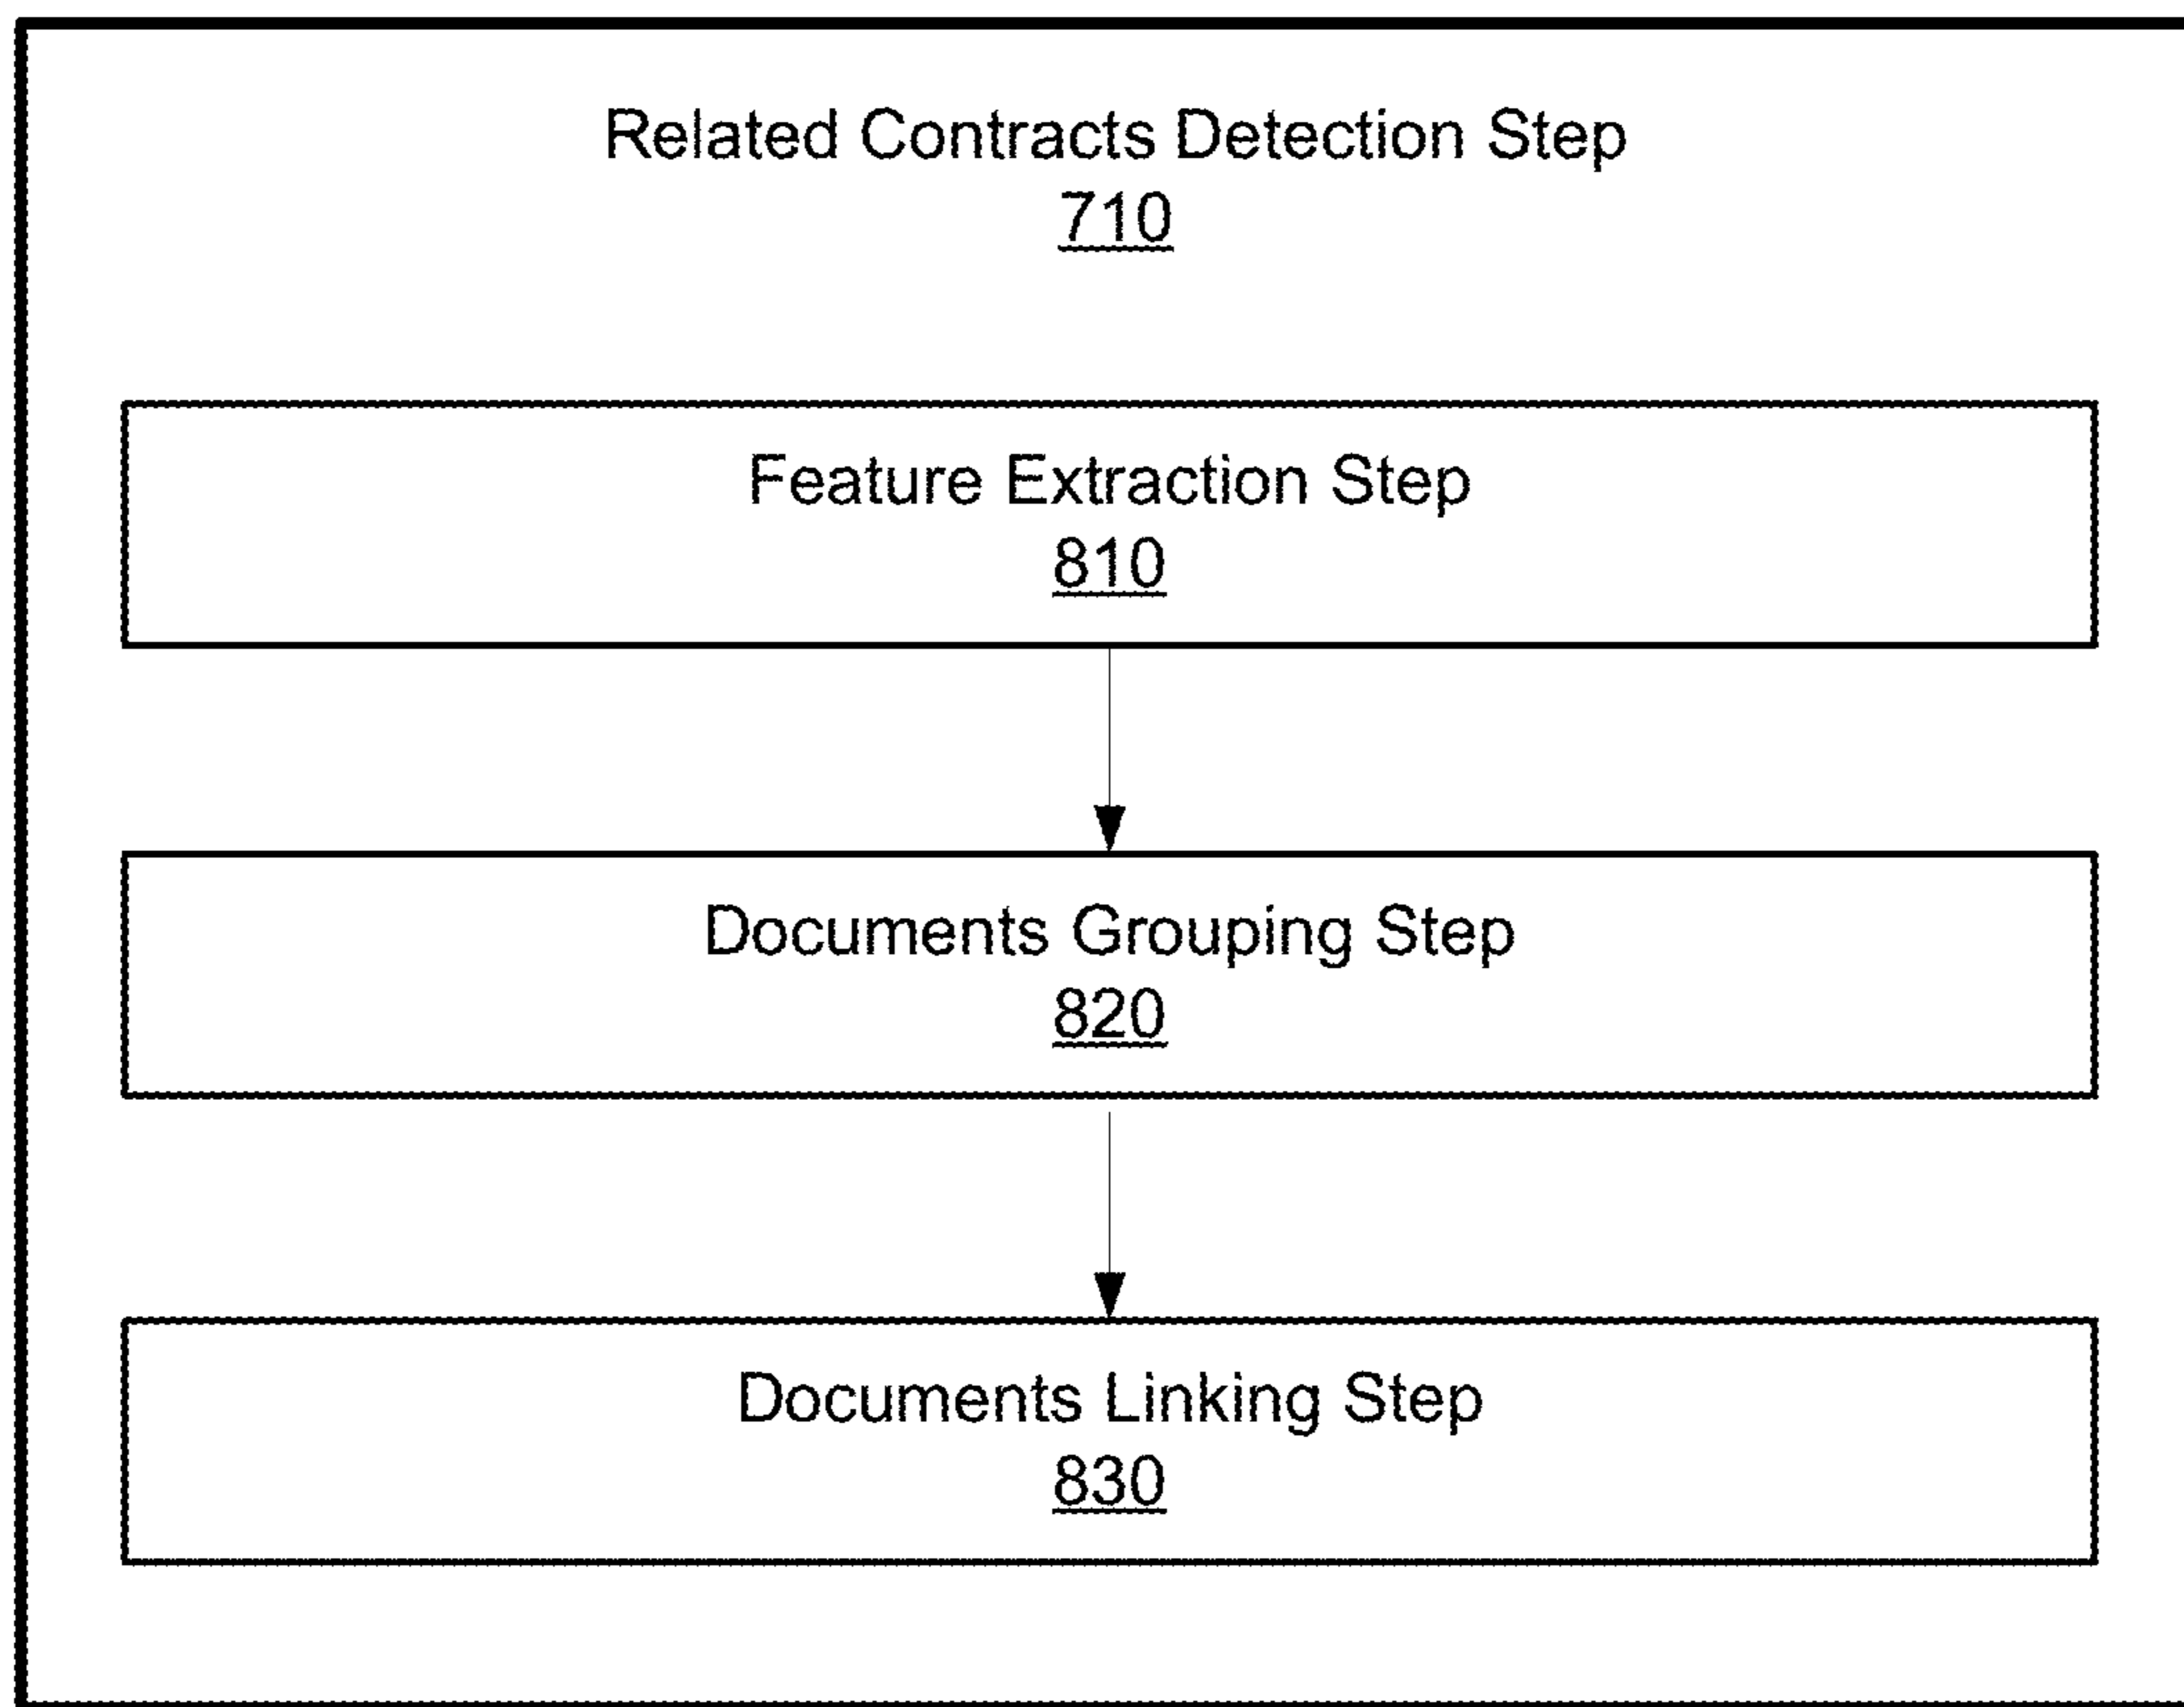 Related Contracts Detection Step
710
Feature Extraction Step
810
Documents Grouping Step
820
Documents Linking Step
830